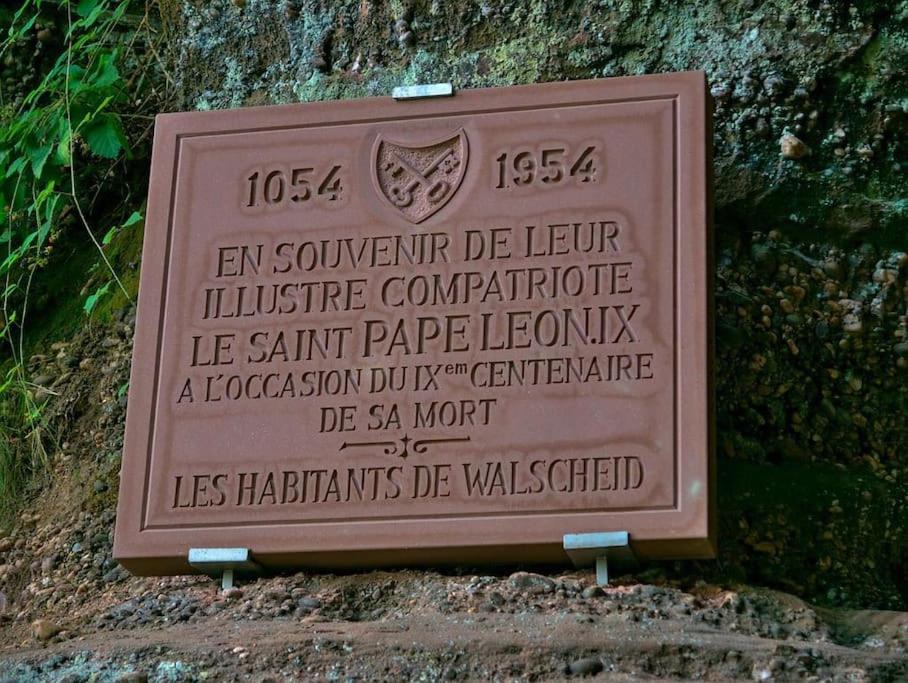 1054 1954
EN SOUVENIR DE LEUR
ILLUSTRE COMPATRIOTE
LE SAINT PAPE LEON.IX
A L'OCCASION DU IXem CENTENAIRE
DE SA MORT
LES HABITANTS DE WALSCHEID